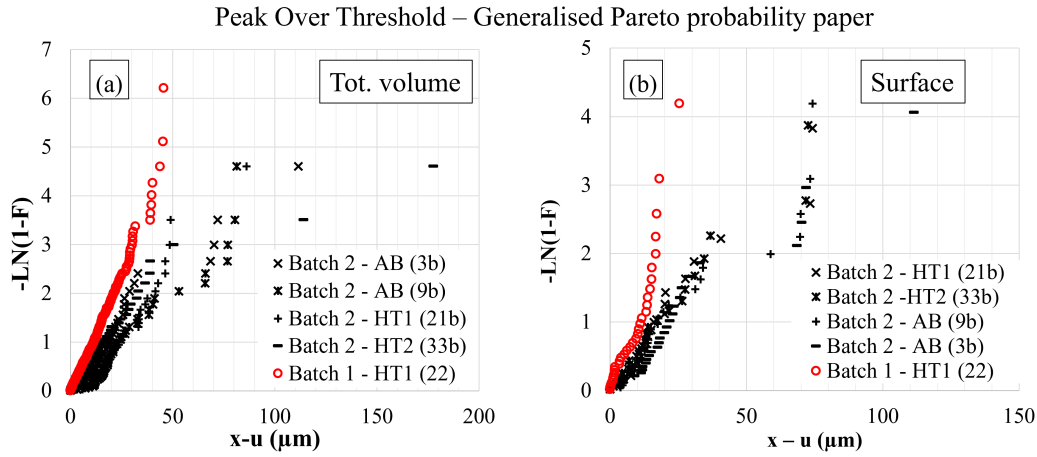 Peak Over Threshold – Generalised Pareto probability paper
(a)
Tot. volume
-LN(1-F)
7
6
5
4
3
2
1
0
Batch 2 - AB (3b)
Batch 2 - AB (9b)
Batch 2 - HT1 (21b)
Batch 2 - HT2 (33b)
Batch 1 - HT1 (22)
0 50 100 150 200
x-u (µm)
(b)
Surface
-LN(1-F)
5
4
3
2
1
0
Batch 2 - HT1 (21b)
Batch 2 -HT2 (33b)
Batch 2 - AB (9b)
Batch 2 - AB (3b)
Batch 1 - HT1 (22)
0 50 100 150
x – u (µm)